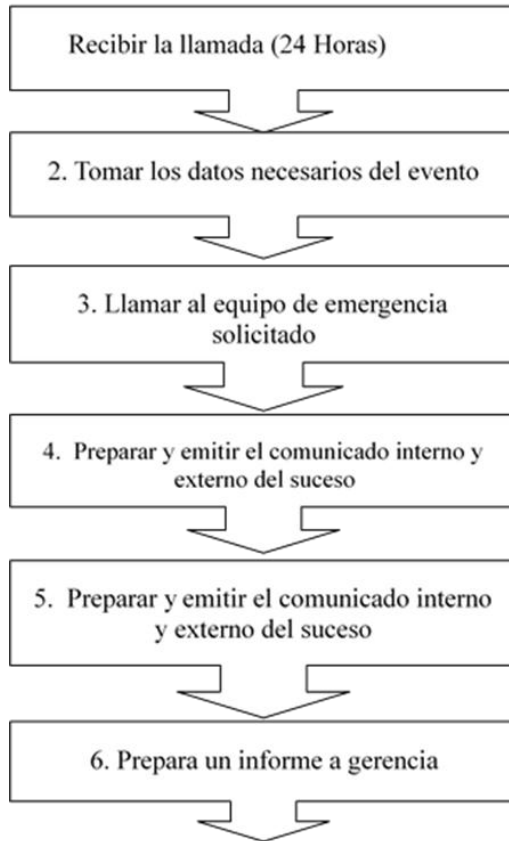 Recibir la llamada (24 Horas)
2. Tomar los datos necesarios del evento
3. Llamar al equipo de emergencia
solicitado
4. Preparar y emitir el comunicado interno y
externo del suceso
5. Preparar y emitir el comunicado interno
y externo del suceso
6. Prepara un informe a gerencia